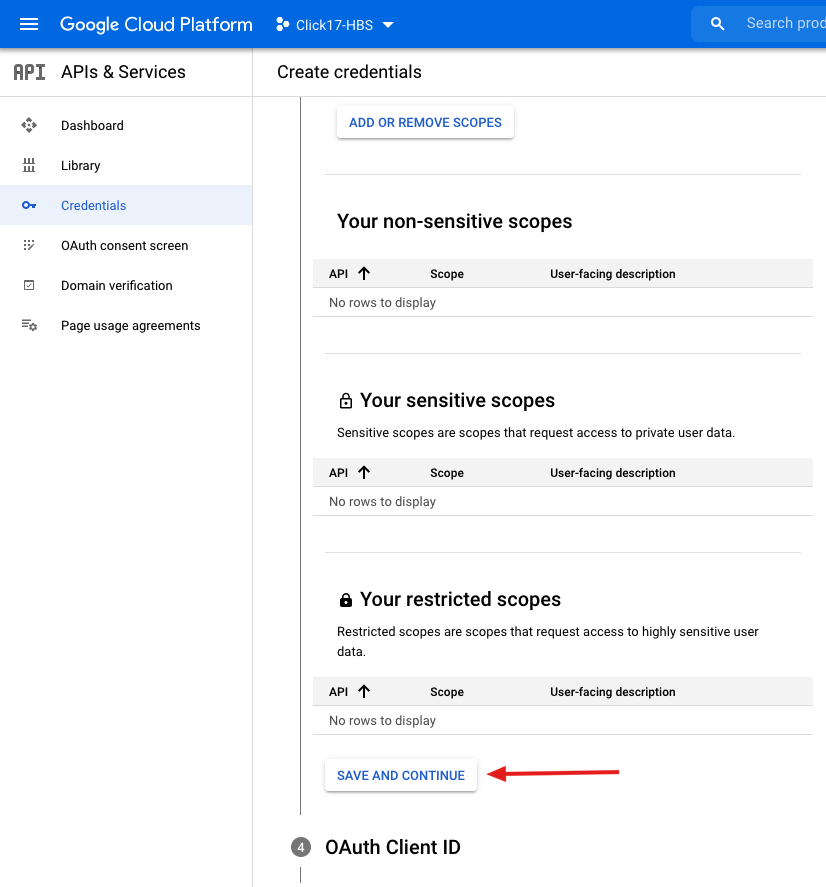 Google Cloud Platform
Click17-HBS
Search prod
API
APIs & Services
Create credentials
Dashboard
Library
Credentials
OAuth consent screen
Domain verification
Page usage agreements
ADD OR REMOVE SCOPES
Your non-sensitive scopes
API Scope User-facing description
No rows to display
Your sensitive scopes
Sensitive scopes are scopes that request access to private user data.
API Scope User-facing description
No rows to display
Your restricted scopes
Restricted scopes are scopes that request access to highly sensitive user
data.
API Scope User-facing description
No rows to display
SAVE AND CONTINUE
4 OAuth Client ID